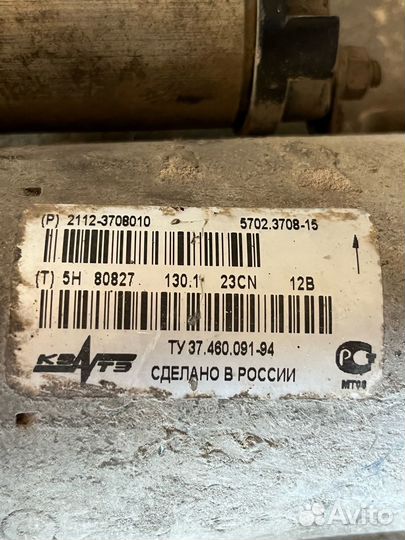 (P) 2112-3708010 5702.3708-15
(T) 5H 80827 130.1 23CN 12B
КЗАТЭ ТУ 37.460.091-94
СДЕЛАНО В РОССИИ
РСТ
МТ08
Avito